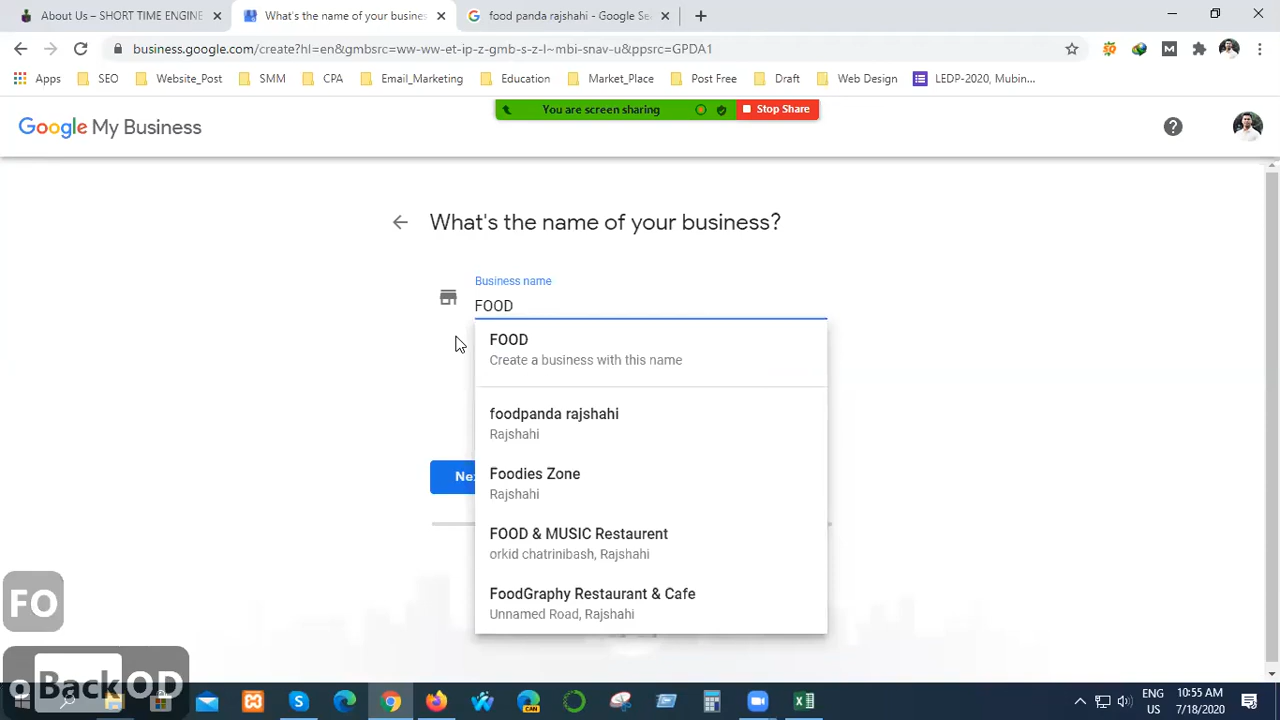 About Us — SHORT TIME ENGINE
What's the name of your busines
food panda rajshahi - Google Se
business.google.com/create?hl=en&gmbsrc=ww-ww-et-ip-z-gmb-s-z-l~mbi-snav-u&ppsrc=GPDA1
Apps
SEO
Website_Post
SMM
CPA
Email_Marketing
Education
Market_Place
Post Free
Draft
Web Design
LEDP-2020, Mubin...
You are screen sharing
Stop Share
Google My Business
What's the name of your business?
Business name
FOOD
FOOD
Create a business with this name
foodpanda rajshahi
Rajshahi
Nex
Foodies Zone
Rajshahi
FOOD & MUSIC Restaurent
orkid chatrinibash, Rajshahi
FoodGraphy Restaurant & Cafe
Unnamed Road, Rajshahi
FO
Back OD
CAN
ENG
US
10:55 AM
7/18/2020